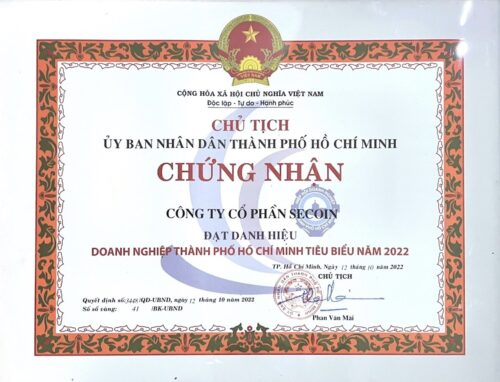 CỘNG HÒA XÃ HỘI CHỦ NGHĨA VIỆT NAM
Độc lập - Tự do - Hạnh phúc
CHỦ TỊCH
ỦY BAN NHÂN DÂN THÀNH PHỐ HỒ CHÍ MINH
CHỨNG NHẬN
CÔNG TY CỔ PHẦN SECOIN
ĐẠT DANH HIỆU
DOANH NGHIỆP THÀNH PHỐ HỒ CHÍ MINH TIÊU BIỂU NĂM 2022
TP. Hồ Chí Minh, Ngày 12 tháng 10 năm 2022
CHỦ TỊCH
Quyết định số: 3448/QĐ-UBND, ngày 12 tháng 10 năm 2022
Số sổ vàng: 41 /BK-UBND
Phan Văn Mãi